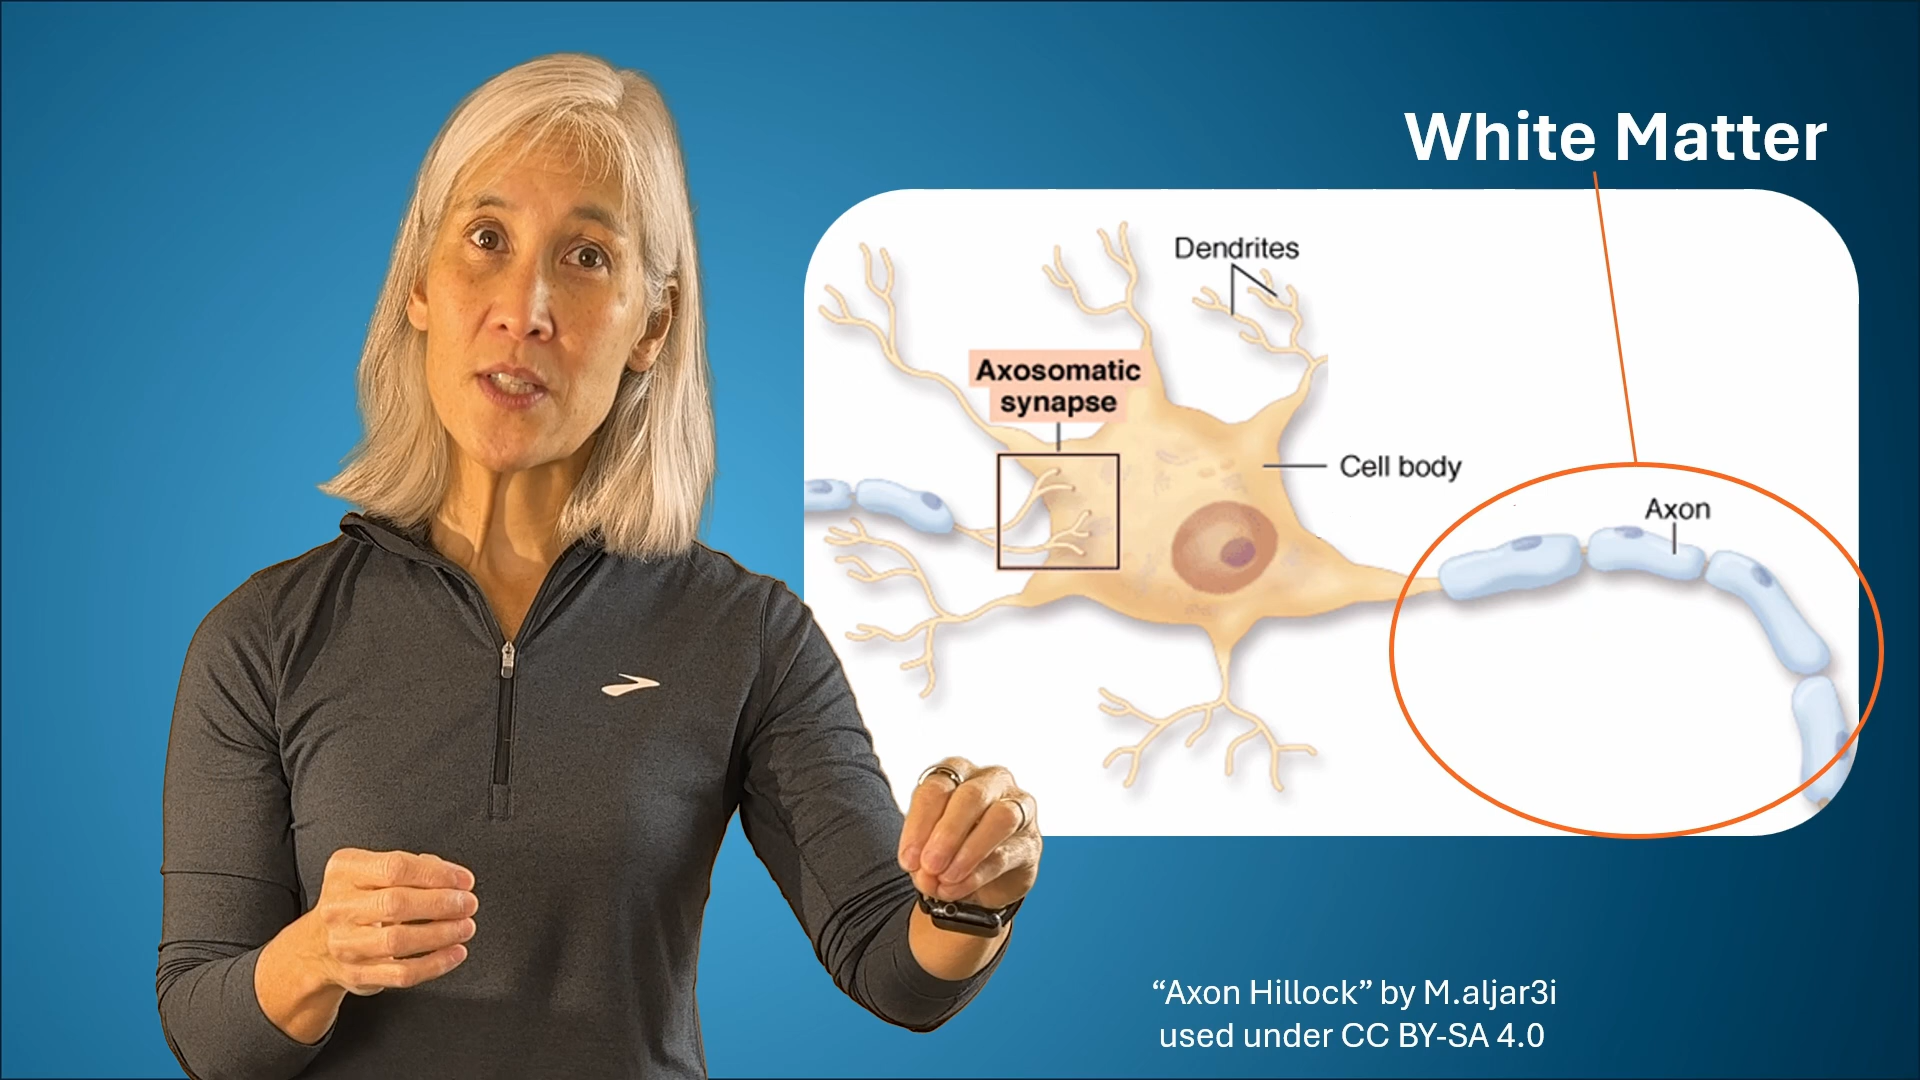 White Matter
Dendrites
Axosomatic
synapse
Cell body
Axon
“Axon Hillock” by M.aljar3i
used under CC BY-SA 4.0